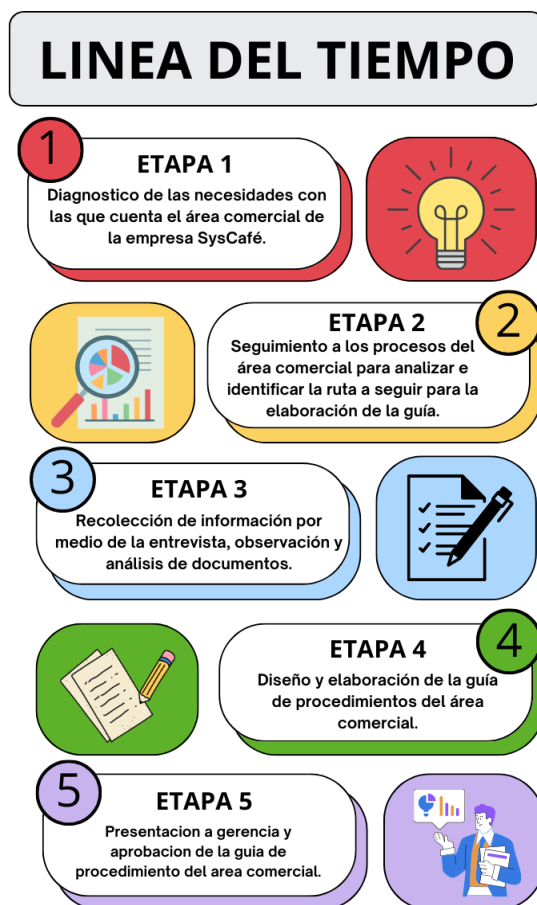 LINEA DEL TIEMPO
1
ETAPA 1
Diagnostico de las necesidades con
las que cuenta el área comercial de
la empresa SysCafé.
ETAPA 2
2
Seguimiento a los procesos del
área comercial para analizar e
identificar la ruta a seguir para la
elaboración de la guía.
3
ETAPA 3
Recolección de información por
medio de la entrevista, observación y
análisis de documentos.
ETAPA 4
4
Diseño y elaboración de la guía
de procedimientos del área
comercial.
5
ETAPA 5
Presentacion a gerencia y
aprobacion de la guia de
procedimiento del area comercial.